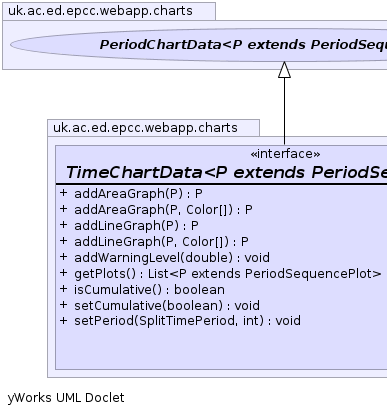 uk.ac.ed.epcc.webapp.charts
PeriodChartData<P extends PeriodSequ
uk.ac.ed.epcc.webapp.charts
«interface»
TimeChartData<P extends PeriodSe
+ addAreaGraph(P) : P
+ addAreaGraph(P, Color[]) : P
+ addLineGraph(P) : P
+ addLineGraph(P, Color[]) : P
+ addWarningLevel(double) : void
+ getPlots() : List<P extends PeriodSequencePlot>
+ isCumulative() : boolean
+ setCumulative(boolean) : void
+ setPeriod(SplitTimePeriod, int) : void
yWorks UML Doclet